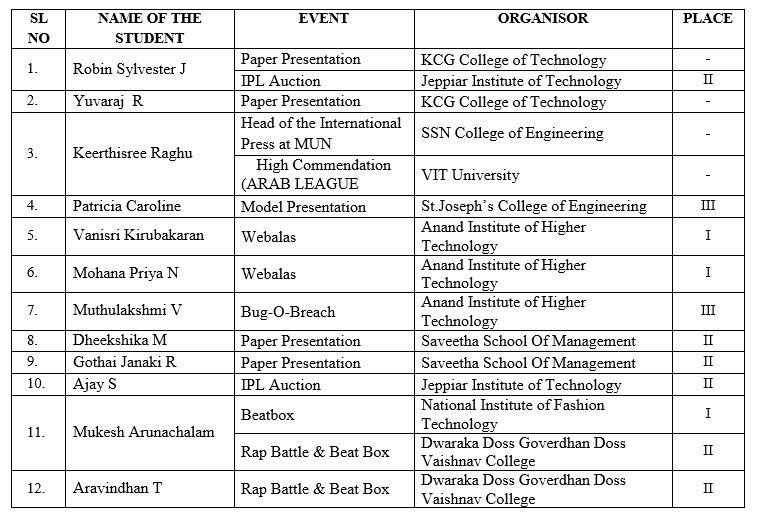 SL NO NAME OF THE STUDENT EVENT ORGANISOR PLACE
1. Robin Sylvester J Paper Presentation KCG College of Technology -
IPL Auction Jeppiar Institute of Technology II
2. Yuvaraj R Paper Presentation KCG College of Technology -
3. Keerthisree Raghu Head of the International Press at MUN SSN College of Engineering -
High Commendation (ARAB LEAGUE VIT University -
4. Patricia Caroline Model Presentation St.Joseph's College of Engineering III
5. Vanisri Kirubakaran Webalas Anand Institute of Higher Technology I
6. Mohana Priya N Webalas Anand Institute of Higher Technology I
7. Muthulakshmi V Bug-O-Breach Anand Institute of Higher Technology III
8. Dheekshika M Paper Presentation Saveetha School Of Management II
9. Gothai Janaki R Paper Presentation Saveetha School Of Management II
10. Ajay S IPL Auction Jeppiar Institute of Technology II
11. Mukesh Arunachalam Beatbox National Institute of Fashion Technology I
Rap Battle & Beat Box Dwaraka Doss Goverdhan Doss Vaishnav College II
12. Aravindhan T Rap Battle & Beat Box Dwaraka Doss Goverdhan Doss Vaishnav College II